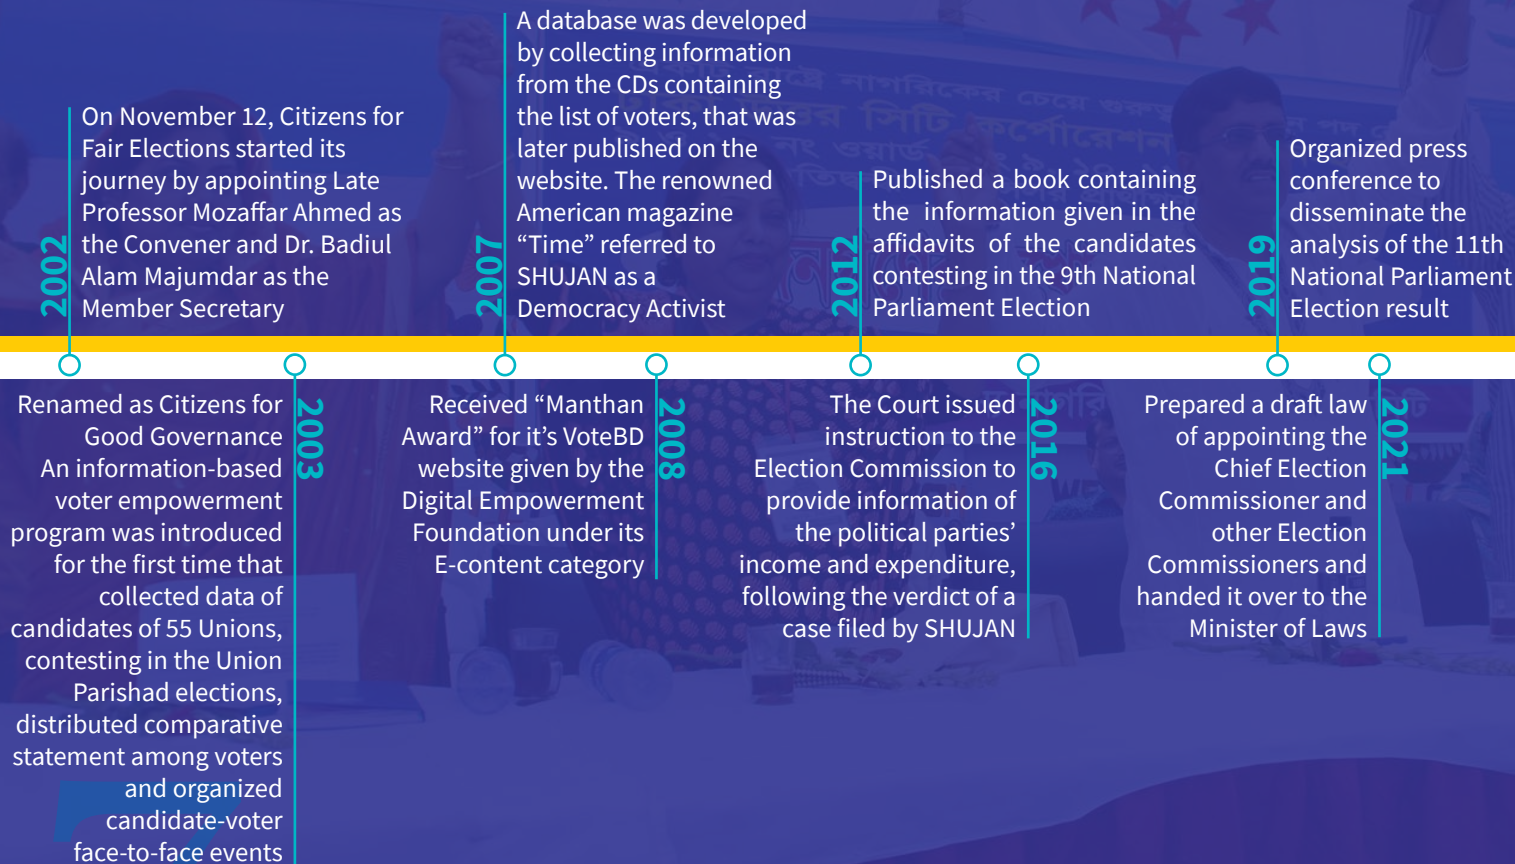 2002
On November 12, Citizens for
Fair Elections started its
journey by appointing Late
Professor Mozaffar Ahmed as
the Convener and Dr. Badiul
Alam Majumdar as the
Member Secretary
2003
Renamed as Citizens for
Good Governance
An information-based
voter empowerment
program was introduced
for the first time that
collected data of
candidates of 55 Unions,
contesting in the Union
Parishad elections,
distributed comparative
statement among voters
and organized
candidate-voter
face-to-face events
2007
A database was developed
by collecting information
from the CDs containing
the list of voters, that was
later published on the
website. The renowned
American magazine
“Time” referred to
SHUJAN as a
Democracy Activist
2008
Received “Manthan
Award” for it’s VoteBD
website given by the
Digital Empowerment
Foundation under its
E-content category
2012
Published a book containing
the information given in the
affidavits of the candidates
contesting in the 9th National
Parliament Election
2016
The Court issued
instruction to the
Election Commission to
provide information of
the political parties’
income and expenditure,
following the verdict of a
case filed by SHUJAN
2019
Organized press
conference to
disseminate the
analysis of the 11th
National Parliament
Election result
2021
Prepared a draft law
of appointing the
Chief Election
Commissioner and
other Election
Commissioners and
handed it over to the
Minister of Laws
নাগরিকের চেয়ে
সিটি কর্পোরেশন
নং ওয়ার্ড